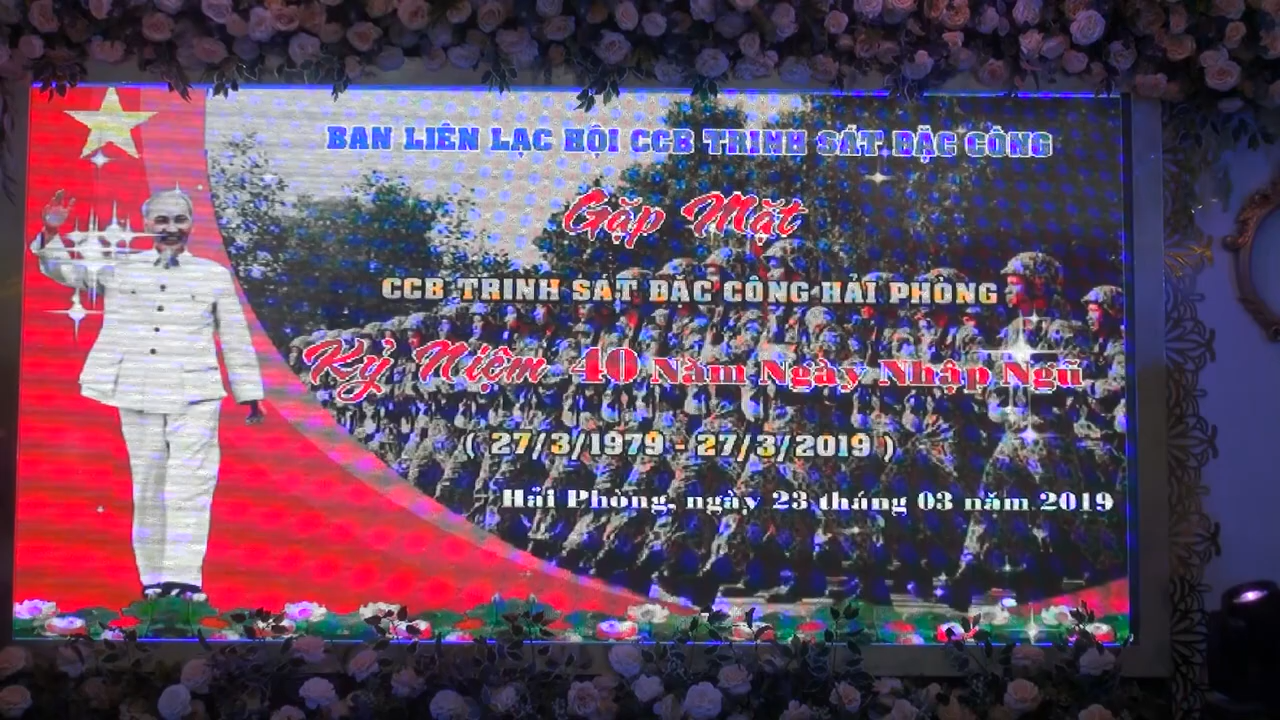 BAN LIÊN LẠC HỘI CCB TRINH SÁT ĐẶC CÔNG
Gặp Mặt
CCB TRINH SÁT ĐẶC CÔNG HẢI PHÒNG
Kỷ Niệm 40 Năm Ngày Nhập Ngũ
( 27/3/1979 - 27/3/2019 )
Hải Phòng, ngày 23 tháng 03 năm 2019